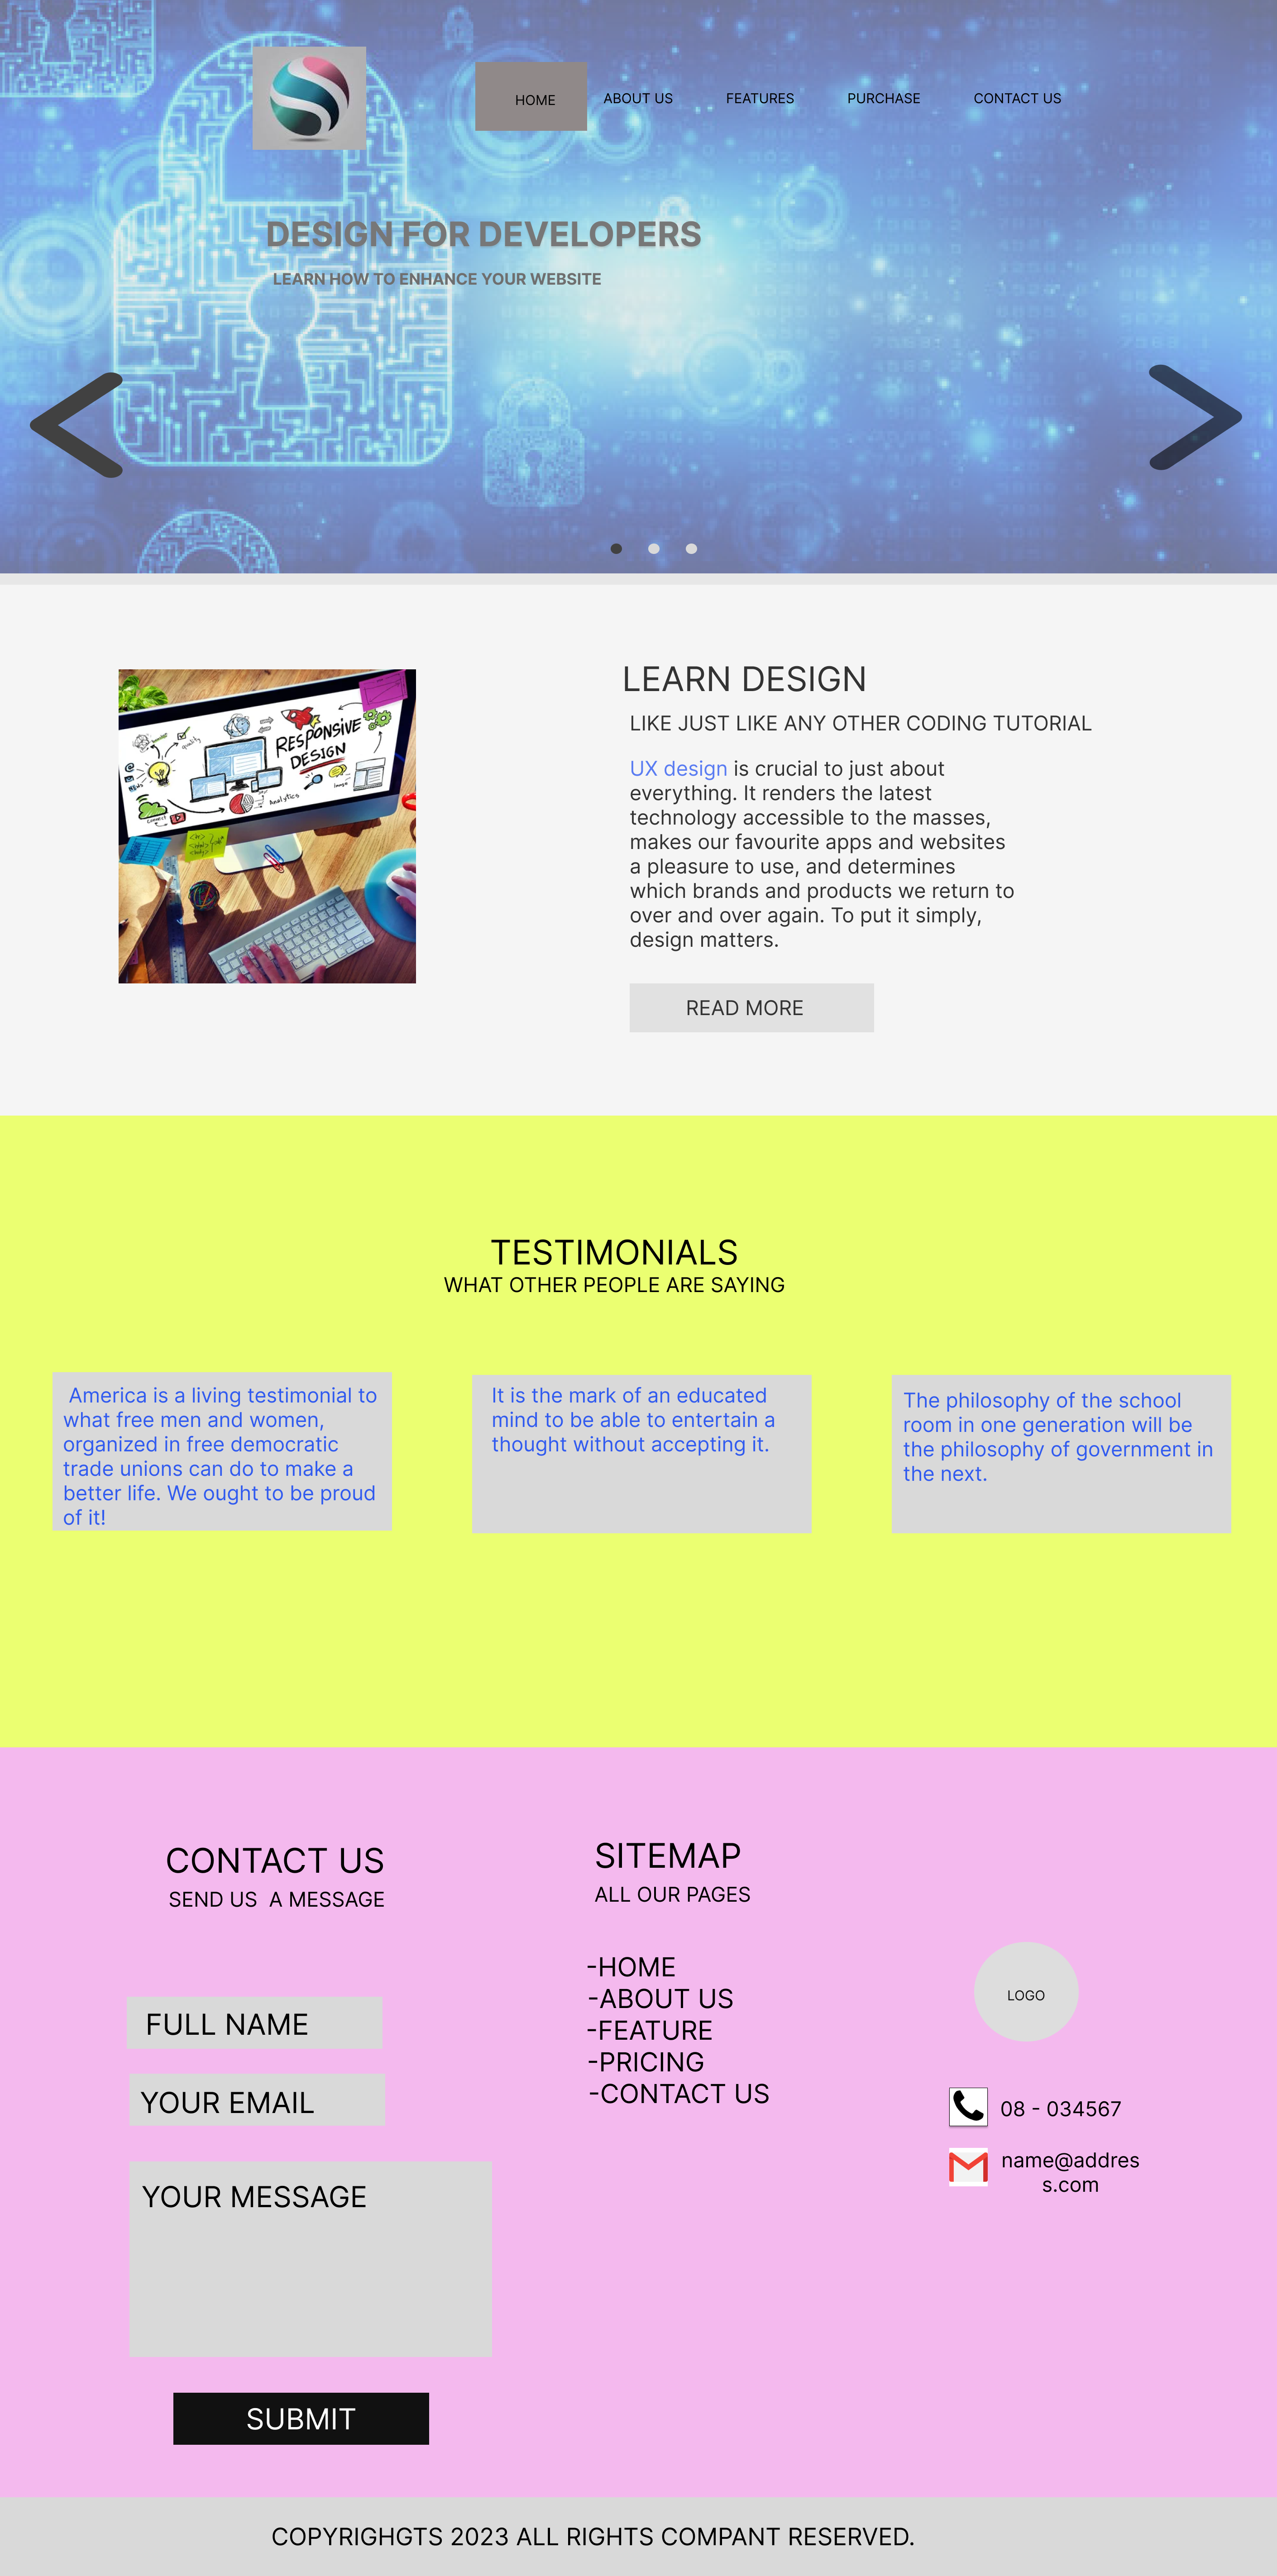 HOME ABOUT US FEATURES PURCHASE CONTACT US
DESIGN FOR DEVELOPERS
LEARN HOW TO ENHANCE YOUR WEBSITE
RESPONSIVE
DESIGN
Analytics
LEARN DESIGN
LIKE JUST LIKE ANY OTHER CODING TUTORIAL
UX design is crucial to just about
everything. It renders the latest
technology accessible to the masses,
makes our favourite apps and websites
a pleasure to use, and determines
which brands and products we return to
over and over again. To put it simply,
design matters.
READ MORE
TESTIMONIALS
WHAT OTHER PEOPLE ARE SAYING
America is a living testimonial to
what free men and women,
organized in free democratic
trade unions can do to make a
better life. We ought to be proud
of it!
It is the mark of an educated
mind to be able to entertain a
thought without accepting it.
The philosophy of the school
room in one generation will be
the philosophy of government in
the next.
CONTACT US
SEND US  A MESSAGE
FULL NAME
YOUR EMAIL
YOUR MESSAGE
SUBMIT
SITEMAP
ALL OUR PAGES
-HOME
-ABOUT US
-FEATURE
-PRICING
-CONTACT US
LOGO
08 - 034567
name@addres
s.com
COPYRIGHGTS 2023 ALL RIGHTS COMPANT RESERVED.